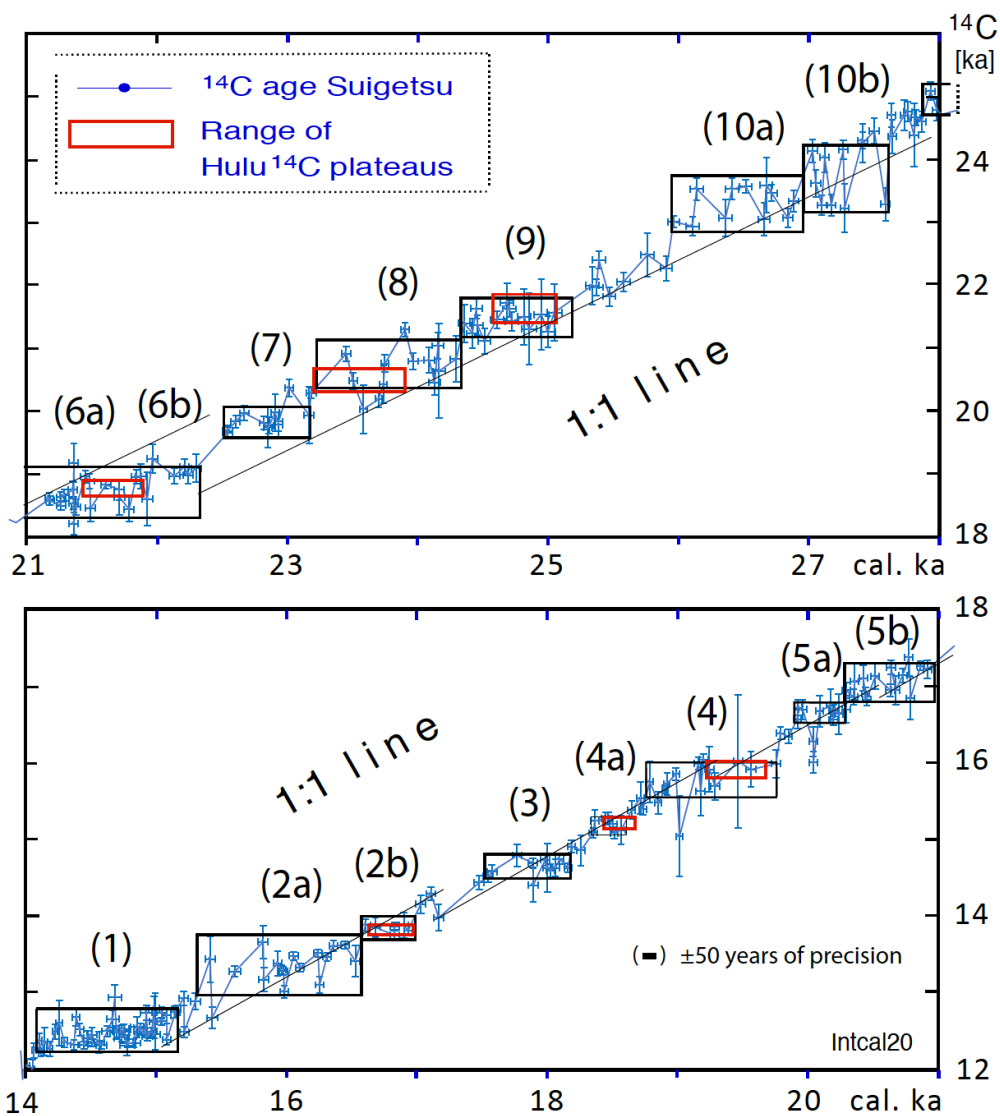 ¹⁴C
[ka]
¹⁴C age Suigetsu
Range of
Hulu ¹⁴C plateaus
(10b)
(10a)
24
(9)
(8)
22
(7)
1:1 line
(6b)
(6a)
20
18
21 23 25 27 cal. ka
18
(5b)
(5a)
(4)
1:1 line
(4a)
16
(3)
(2b)
(2a)
14
(1)
(-) ±50 years of precision
Intcal20
12
14 16 18 20 cal. ka